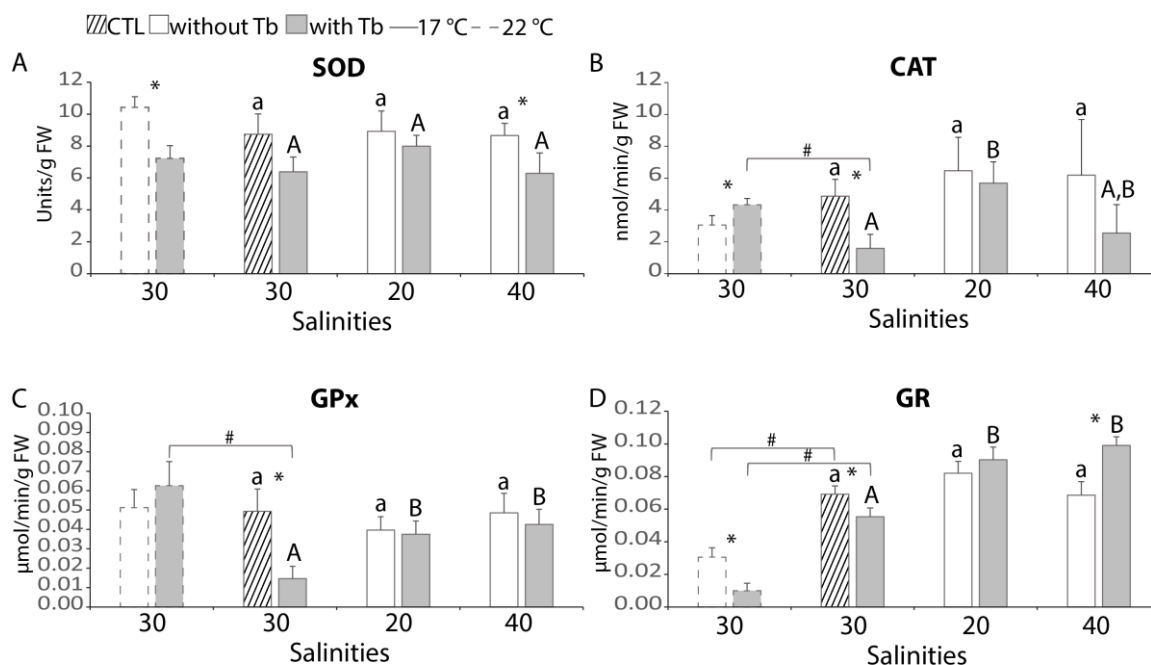 CTL without Tb with Tb 17 °C 22 °C
A SOD
12
10
8
6
4
2
0
Units/g FW
*
a
A
a
A
a
*
A
30 30 20 40
Salinities
B CAT
12
10
8
6
4
2
0
nmol/min/g FW
*
#
a
*
A
a
B
a
A,B
30 30 20 40
Salinities
C GPx
0.10
0.09
0.08
0.07
0.06
0.05
0.04
0.03
0.02
0.01
0.00
µmol/min/g FW
#
a
*
A
a
B
a
B
30 30 20 40
Salinities
D GR
0.12
0.10
0.08
0.06
0.04
0.02
0.00
µmol/min/g FW
*
#
#
a
*
A
a
B
a
*
B
30 30 20 40
Salinities